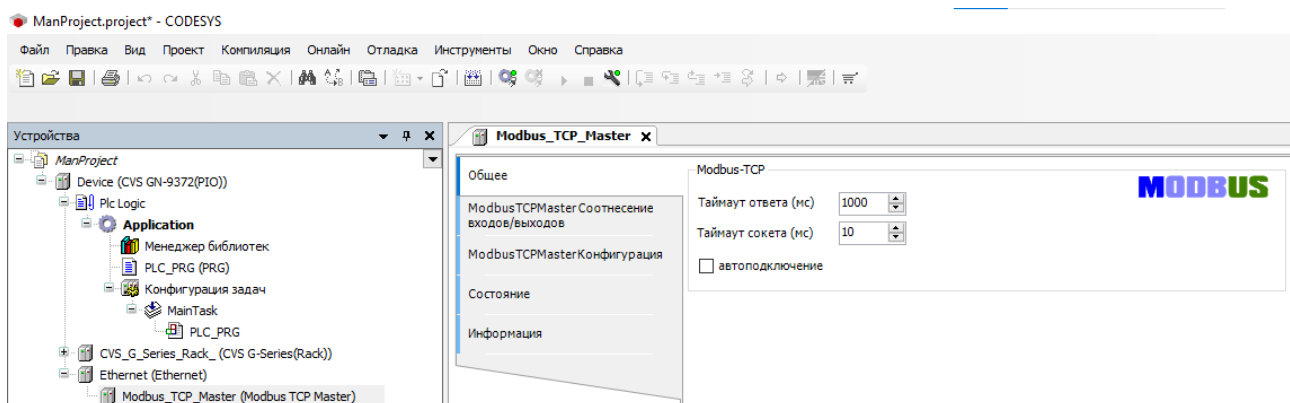 ManProject.project* - CODESYS
Файл Правка Вид Проект Компиляция Онлайн Отладка Инструменты Окно Справка
Устройства
ManProject
Device (CVS GN-9372(PIO))
Plc Logic
Application
Менеджер библиотек
PLC_PRG (PRG)
Конфигурация задач
MainTask
PLC_PRG
CVS_G_Series_Rack_ (CVS G-Series(Rack))
Ethernet (Ethernet)
Modbus_TCP_Master (Modbus TCP Master)
Modbus_TCP_Master
Общее
ModbusTCPMaster Соотнесение
входов/выходов
ModbusTCPMasterКонфигурация
Состояние
Информация
Modbus-TCP
MODBUS
Таймаут ответа (мс) 1000
Таймаут сокета (мс) 10
автоподключение